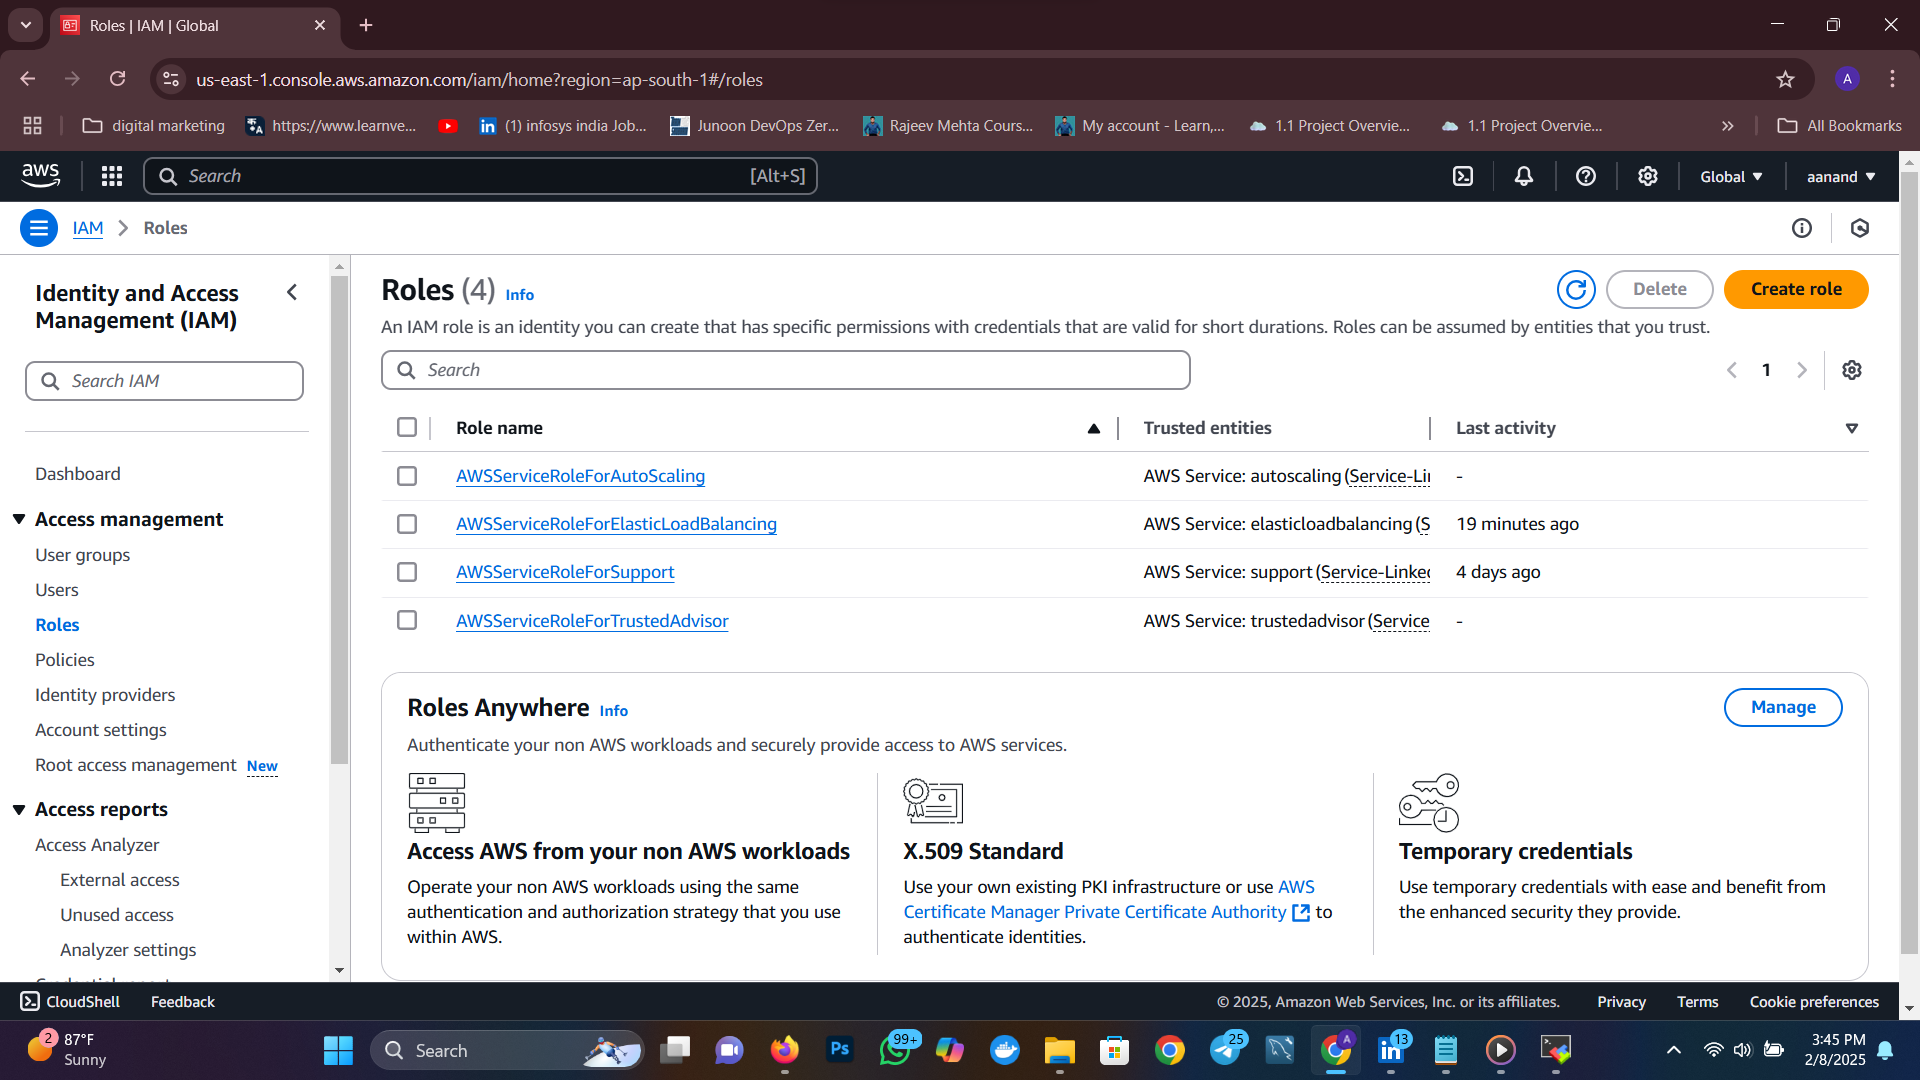 Roles | IAM | Global
us-east-1.console.aws.amazon.com/iam/home?region=ap-south-1#/roles
A
digital marketing
https://www.learnve...
(1) infosys india Job...
Junoon DevOps Zer...
Rajeev Mehta Cours...
My account - Learn,...
1.1 Project Overvie...
1.1 Project Overvie...
All Bookmarks
aws
Search
[Alt+S]
Global
aanand
IAM
Roles
Identity and Access
Management (IAM)
Search IAM
Dashboard
Access management
User groups
Users
Roles
Policies
Identity providers
Account settings
Root access management New
Access reports
Access Analyzer
External access
Unused access
Analyzer settings
Roles (4) Info
Delete
Create role
An IAM role is an identity you can create that has specific permissions with credentials that are valid for short durations. Roles can be assumed by entities that you trust.
Search
1
Role name
Trusted entities
Last activity
AWSServiceRoleForAutoScaling
AWS Service: autoscaling (Service-Li
-
AWSServiceRoleForElasticLoadBalancing
AWS Service: elasticloadbalancing (S
19 minutes ago
AWSServiceRoleForSupport
AWS Service: support (Service-Linked
4 days ago
AWSServiceRoleForTrustedAdvisor
AWS Service: trustedadvisor (Service
-
Roles Anywhere Info
Manage
Authenticate your non AWS workloads and securely provide access to AWS services.
Access AWS from your non AWS workloads
Operate your non AWS workloads using the same
authentication and authorization strategy that you use
within AWS.
X.509 Standard
Use your own existing PKI infrastructure or use AWS
Certificate Manager Private Certificate Authority to
authenticate identities.
Temporary credentials
Use temporary credentials with ease and benefit from
the enhanced security they provide.
CloudShell
Feedback
© 2025, Amazon Web Services, Inc. or its affiliates.
Privacy
Terms
Cookie preferences
2
87°F
Sunny
Search
Ps
99+
25
A
13
3:45 PM
2/8/2025